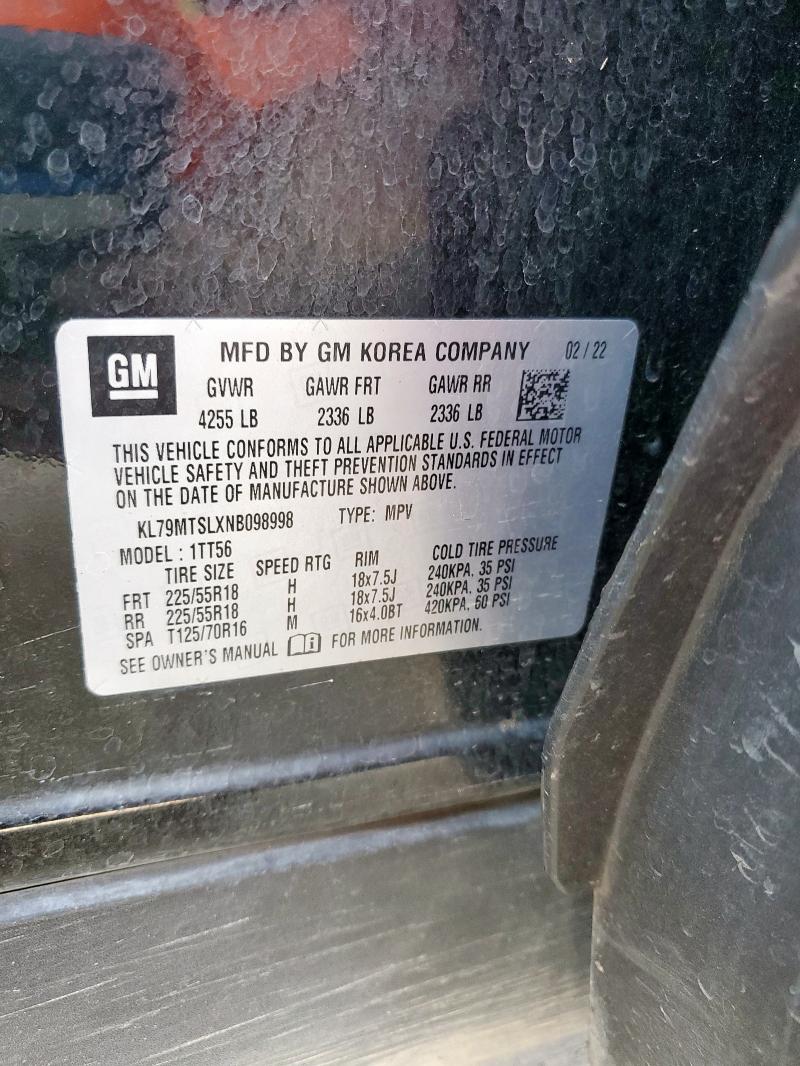 GM
MFD BY GM KOREA COMPANY 02 / 22
GVWR GAWR FRT GAWR RR
4255 LB 2336 LB 2336 LB
THIS VEHICLE CONFORMS TO ALL APPLICABLE U.S. FEDERAL MOTOR
VEHICLE SAFETY AND THEFT PREVENTION STANDARDS IN EFFECT
ON THE DATE OF MANUFACTURE SHOWN ABOVE.
KL79MTSLXNB098998 TYPE: MPV
MODEL : 1TT56
TIRE SIZE SPEED RTG RIM COLD TIRE PRESSURE
FRT 225/55R18 H 18x7.5J 240KPA, 35 PSI
RR 225/55R18 H 18x7.5J 240KPA, 35 PSI
SPA T125/70R16 M 16x4.0BT 420KPA, 60 PSI
SEE OWNER'S MANUAL FOR MORE INFORMATION.